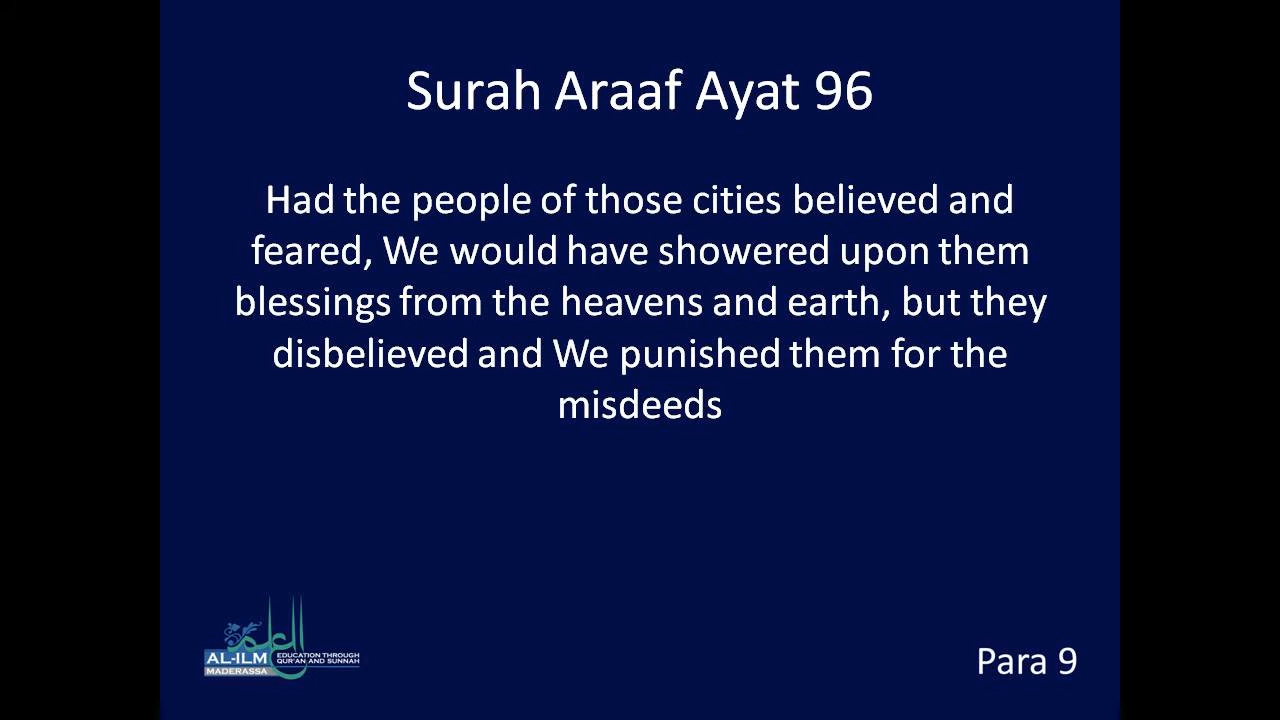 Surah Araaf Ayat 96
Had the people of those cities believed and
feared, We would have showered upon them
blessings from the heavens and earth, but they
disbelieved and We punished them for the
misdeeds
العلم
AL-ILM
MADERASSA
EDUCATION THROUGH
QUR'AN AND SUNNAH
Para 9